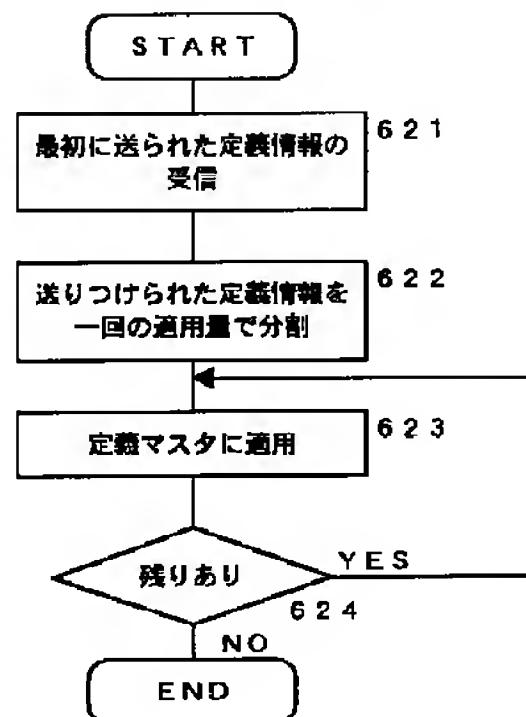 START
最初に送られた定義情報の
受信
621
送りつけられた定義情報を
一回の適用量で分割
622
定義マスタに適用
623
残りあり
YES
624
NO
END